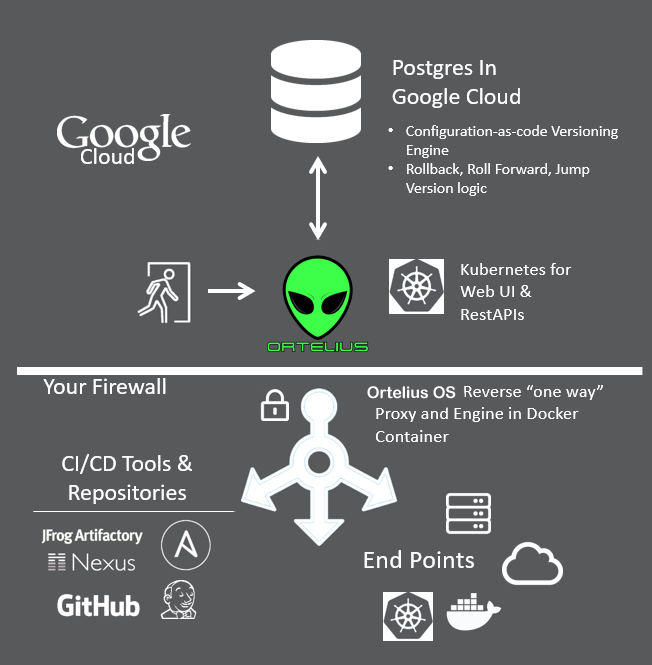 Postgres In
Google Cloud
Google
Cloud
• Configuration-as-code Versioning
Engine
• Rollback, Roll Forward, Jump
Version logic
Kubernetes for
Web UI &
RestAPIs
ORTELIUS
Your Firewall
Ortelius OS Reverse “one way”
Proxy and Engine in Docker
Container
CI/CD Tools &
Repositories
JFrog Artifactory
Nexus
GitHub
End Points